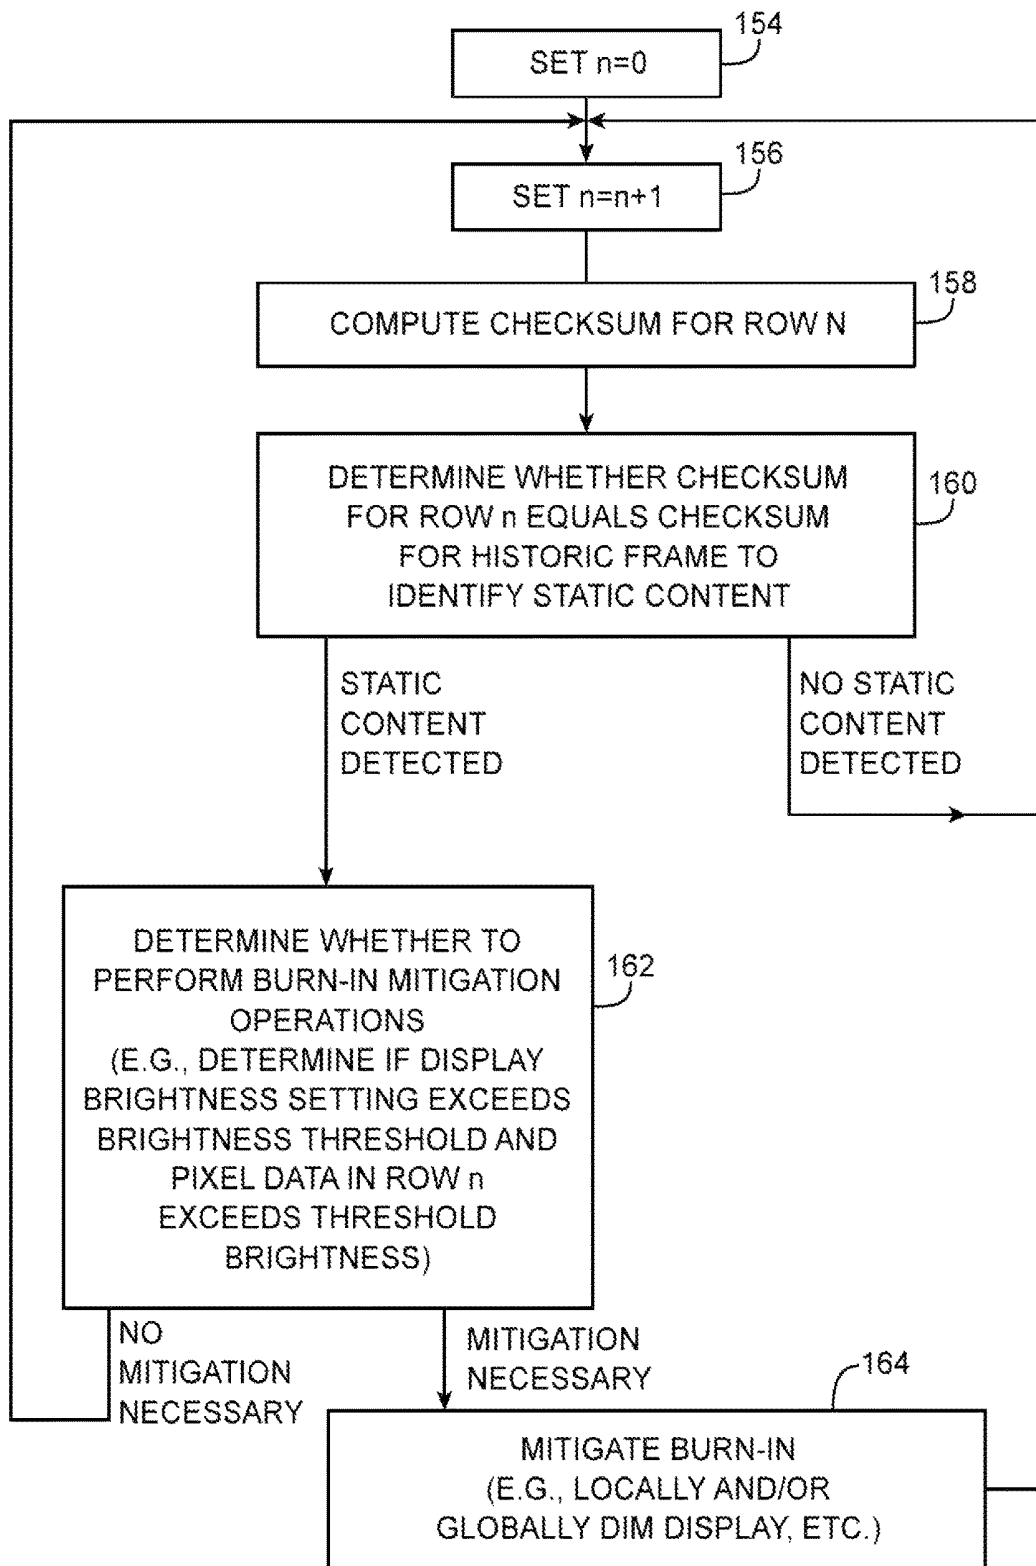 154
SET n=0
156
SET n=n+1
158
COMPUTE CHECKSUM FOR ROW N
160
DETERMINE WHETHER CHECKSUM
FOR ROW n EQUALS CHECKSUM
FOR HISTORIC FRAME TO
IDENTIFY STATIC CONTENT
STATIC
CONTENT
DETECTED
NO STATIC
CONTENT
DETECTED
162
DETERMINE WHETHER TO
PERFORM BURN-IN MITIGATION
OPERATIONS
(E.G., DETERMINE IF DISPLAY
BRIGHTNESS SETTING EXCEEDS
BRIGHTNESS THRESHOLD AND
PIXEL DATA IN ROW n
EXCEEDS THRESHOLD
BRIGHTNESS)
NO
MITIGATION
NECESSARY
MITIGATION
NECESSARY
164
MITIGATE BURN-IN
(E.G., LOCALLY AND/OR
GLOBALLY DIM DISPLAY, ETC.)